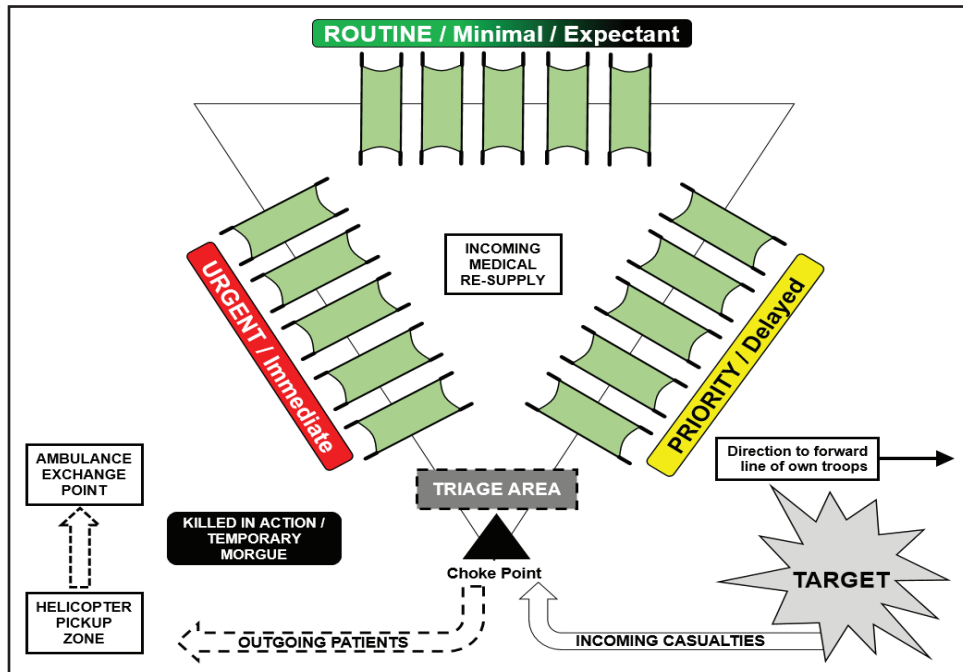 ROUTINE / Minimal / Expectant
INCOMING
MEDICAL
RE-SUPPLY
URGENT / Immediate
PRIORITY / Delayed
Direction to forward
line of own troops
AMBULANCE
EXCHANGE
POINT
TRIAGE AREA
KILLED IN ACTION /
TEMPORARY
MORGUE
Choke Point
TARGET
HELICOPTER
PICKUP
ZONE
OUTGOING PATIENTS
INCOMING CASUALTIES